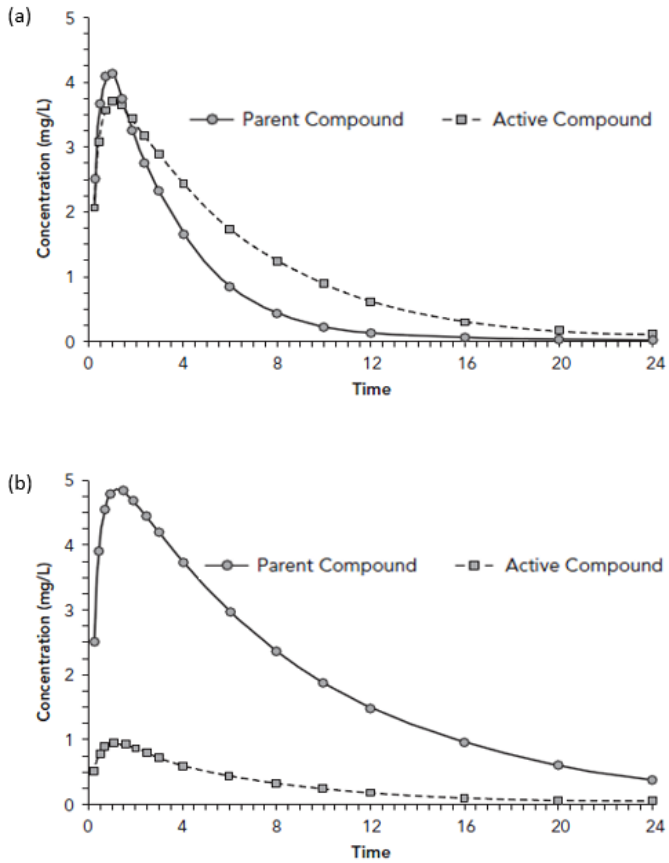 (a)
5
4
3
2
1
0
Concentration (mg/L)
Parent Compound
Active Compound
0 4 8 12 16 20 24
Time
(b)
5
4
3
2
1
0
Concentration (mg/L)
Parent Compound
Active Compound
0 4 8 12 16 20 24
Time